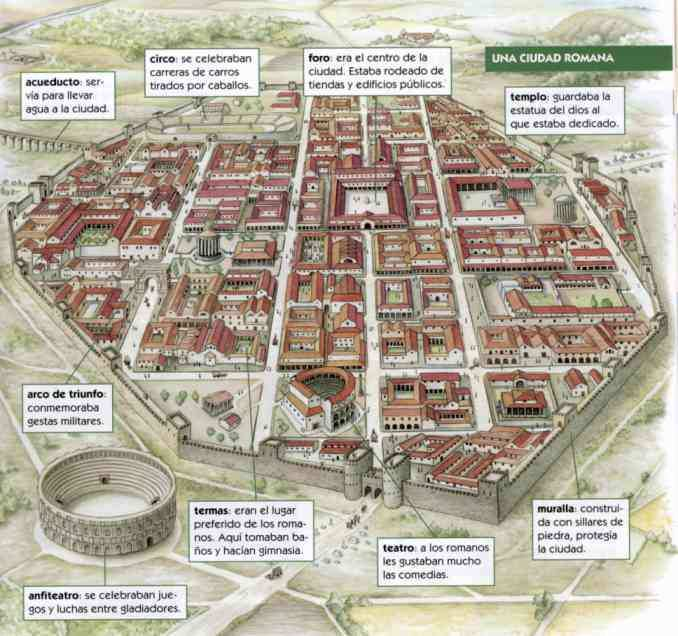 UNA CIUDAD ROMANA
circo: se celebraban
carreras de carros
tirados por caballos.
foro: era el centro de la
ciudad. Estaba rodeado de
tiendas y edificios públicos.
acueducto: ser-
vía para llevar
agua a la ciudad.
templo: guardaba la
estatua del dios al
que estaba dedicado.
arco de triunfo:
conmemoraba
gestas militares.
termas: eran el lugar
preferido de los roma-
nos. Aquí tomaban ba-
ños y hacían gimnasia.
teatro: a los romanos
les gustaban mucho
las comedias.
muralla: construi-
da con sillares de
piedra, protegía
la ciudad.
anfiteatro: se celebraban jue-
gos y luchas entre gladiadores.